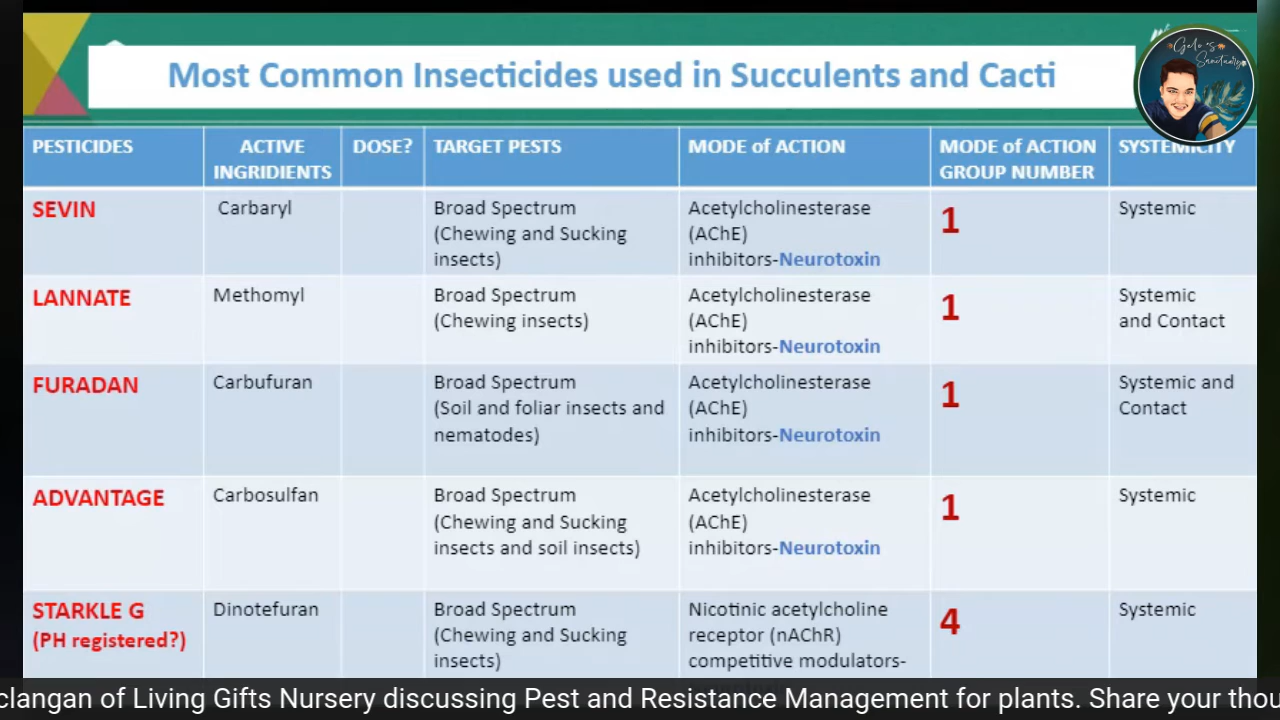 Most Common Insecticides used in Succulents and Cacti
Gelo's
Sanctuary
PESTICIDES
ACTIVE
INGRIDIENTS
DOSE?
TARGET PESTS
MODE of ACTION
MODE of ACTION
GROUP NUMBER
SYSTEMICITY
SEVIN
Carbaryl
Broad Spectrum
(Chewing and Sucking
insects)
Acetylcholinesterase
(AChE)
inhibitors-Neurotoxin
1
Systemic
LANNATE
Methomyl
Broad Spectrum
(Chewing insects)
Acetylcholinesterase
(AChE)
inhibitors-Neurotoxin
1
Systemic
and Contact
FURADAN
Carbufuran
Broad Spectrum
(Soil and foliar insects and
nematodes)
Acetylcholinesterase
(AChE)
inhibitors-Neurotoxin
1
Systemic and
Contact
ADVANTAGE
Carbosulfan
Broad Spectrum
(Chewing and Sucking
insects and soil insects)
Acetylcholinesterase
(AChE)
inhibitors-Neurotoxin
1
Systemic
STARKLE G
(PH registered?)
Dinotefuran
Broad Spectrum
(Chewing and Sucking
insects)
Nicotinic acetylcholine
receptor (nAChR)
competitive modulators-
4
Systemic
clangan of Living Gifts Nursery discussing Pest and Resistance Management for plants. Share your thou